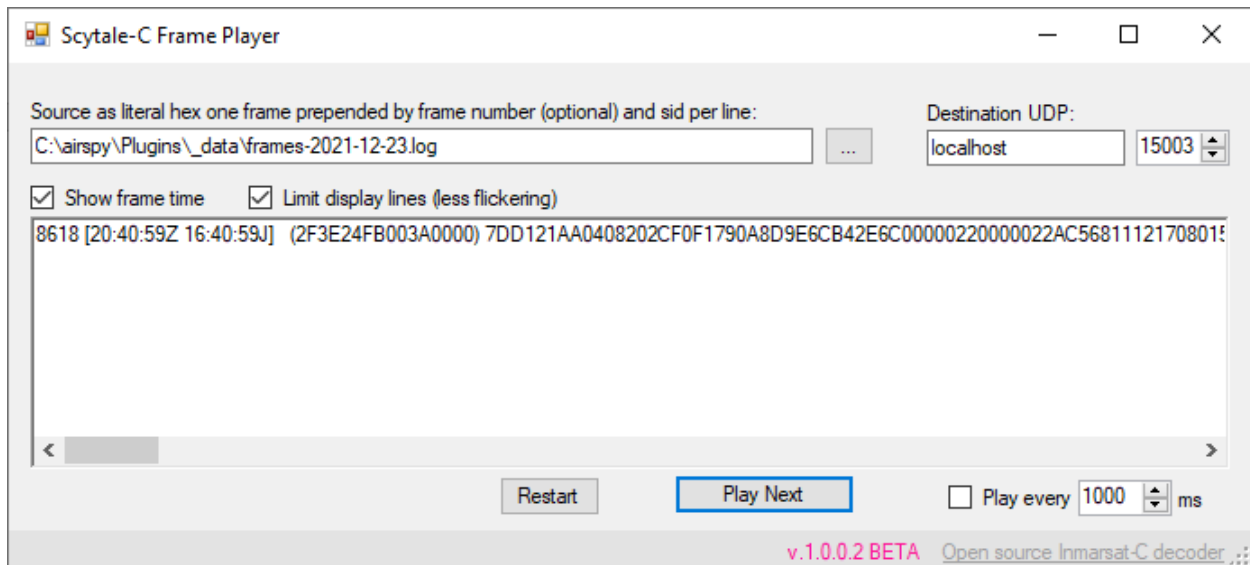 Scytale-C Frame Player
Source as literal hex one frame prepended by frame number (optional) and sid per line:
Destination UDP:
C:\airspy\Plugins\_data\frames-2021-12-23.log
...
localhost
15003
Show frame time
Limit display lines (less flickering)
8618 [20:40:59Z 16:40:59J] (2F3E24FB003A0000) 7DD121AA0408202CF0F1790A8D9E6CB42E6C00000220000022AC56811121708015
Restart
Play Next
Play every 1000 ms
v.1.0.0.2 BETA
Open source Inmarsat-C decoder